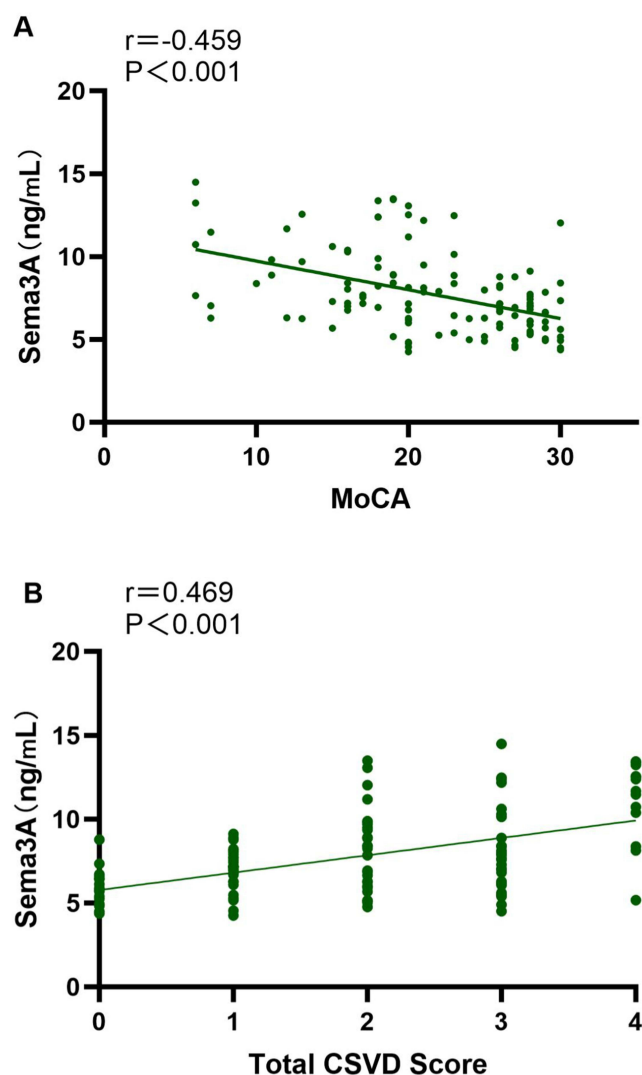 A
r=-0.459
P<0.001
20
15
10
5
0
Sema3A(ng/mL)
0 10 20 30
MoCA
B
r=0.469
P<0.001
20
15
10
5
0
Sema3A(ng/mL)
0 1 2 3 4
Total CSVD Score